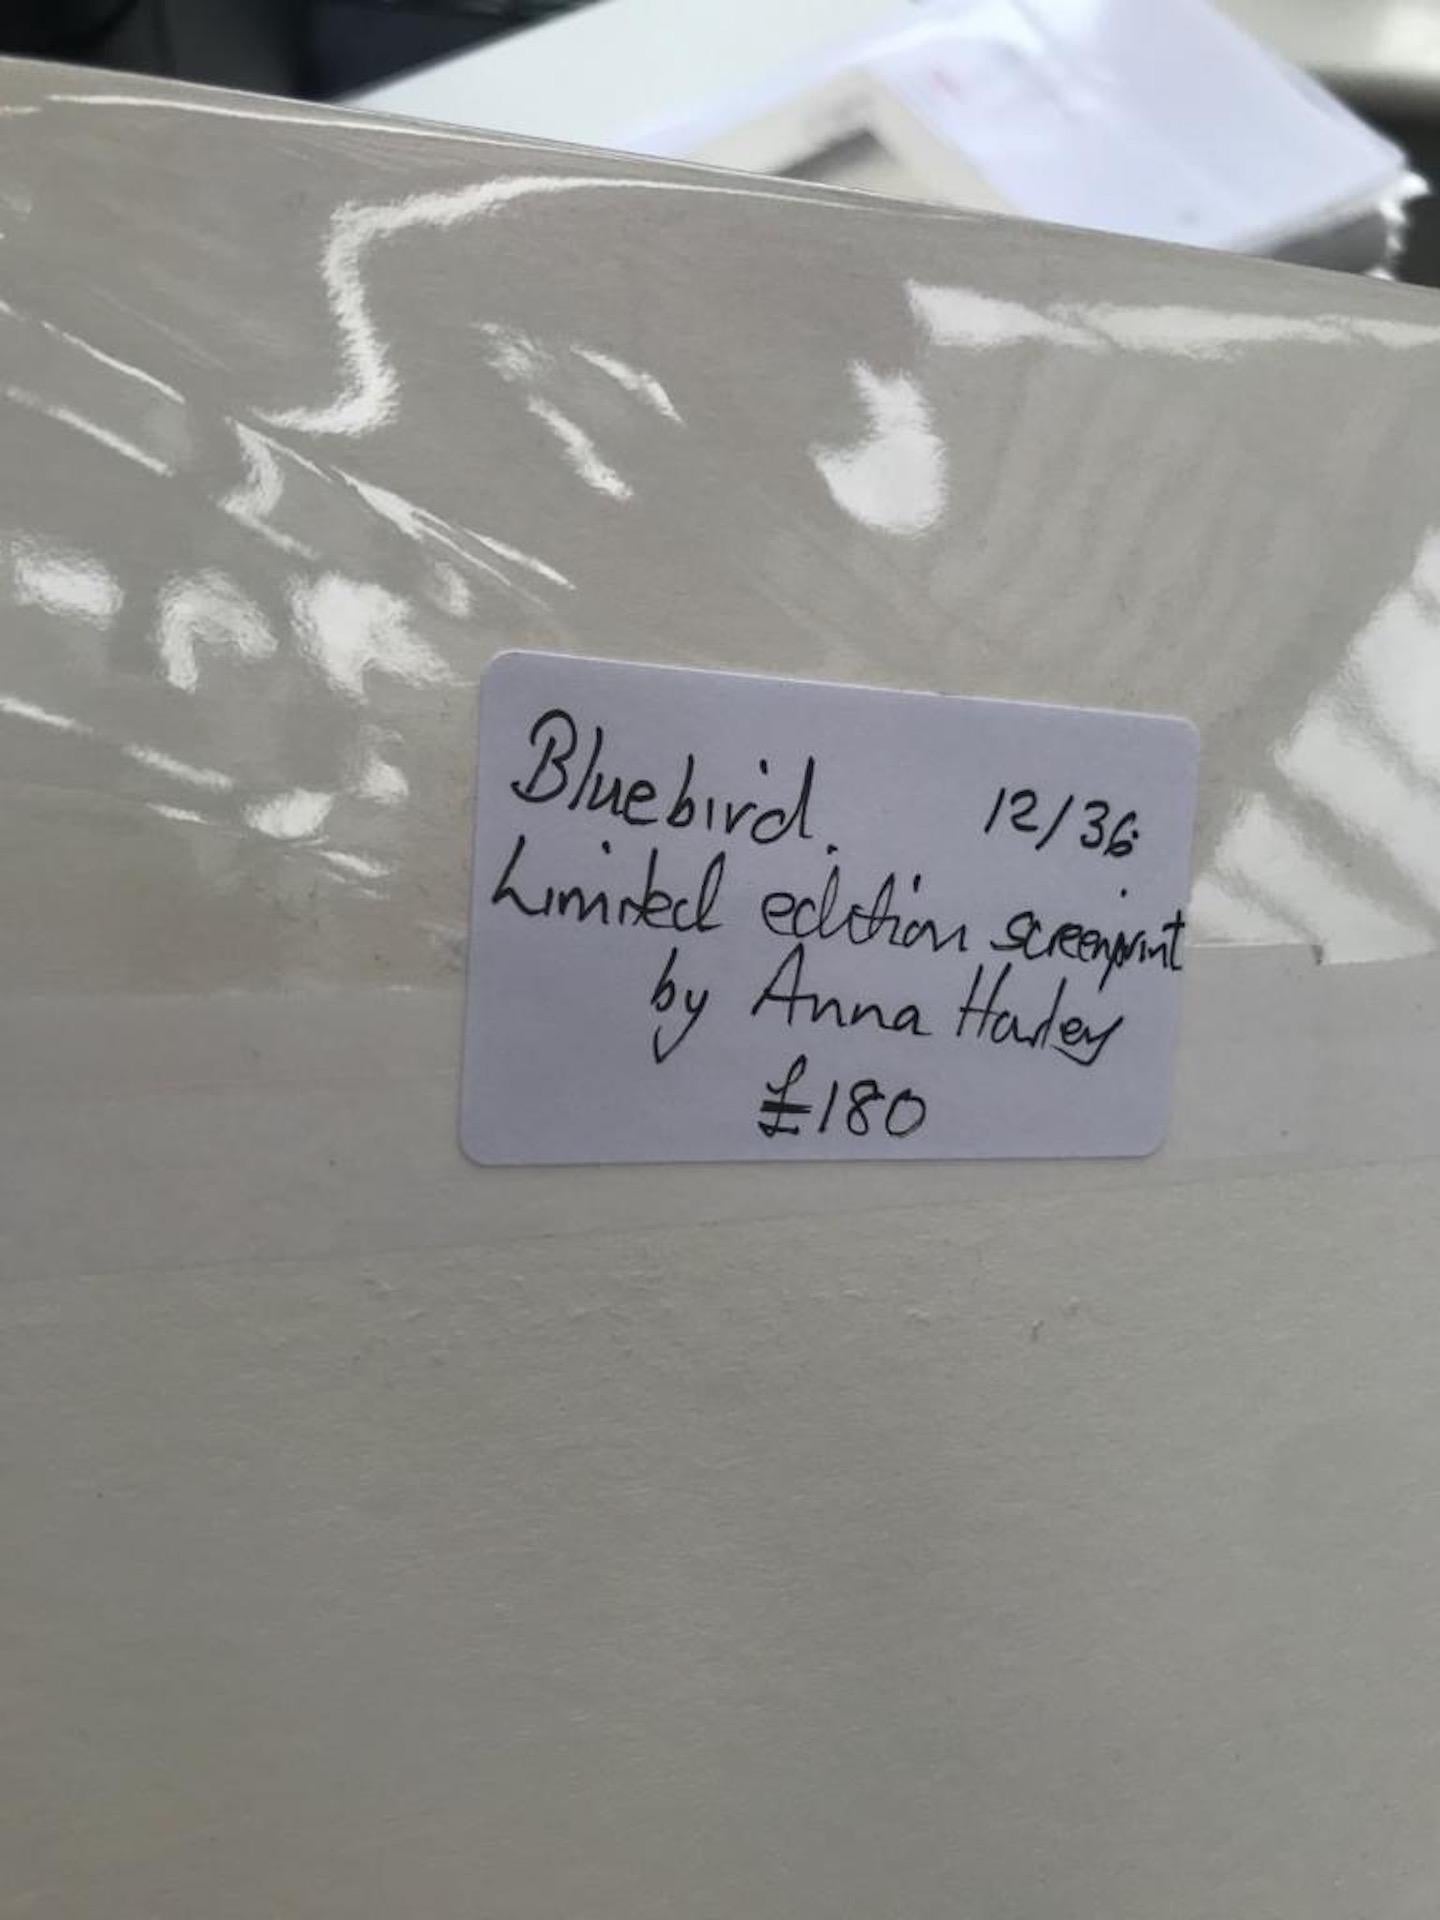 Bluebird. 12/36
Limited edition screenprint
by Anna Harley
£180